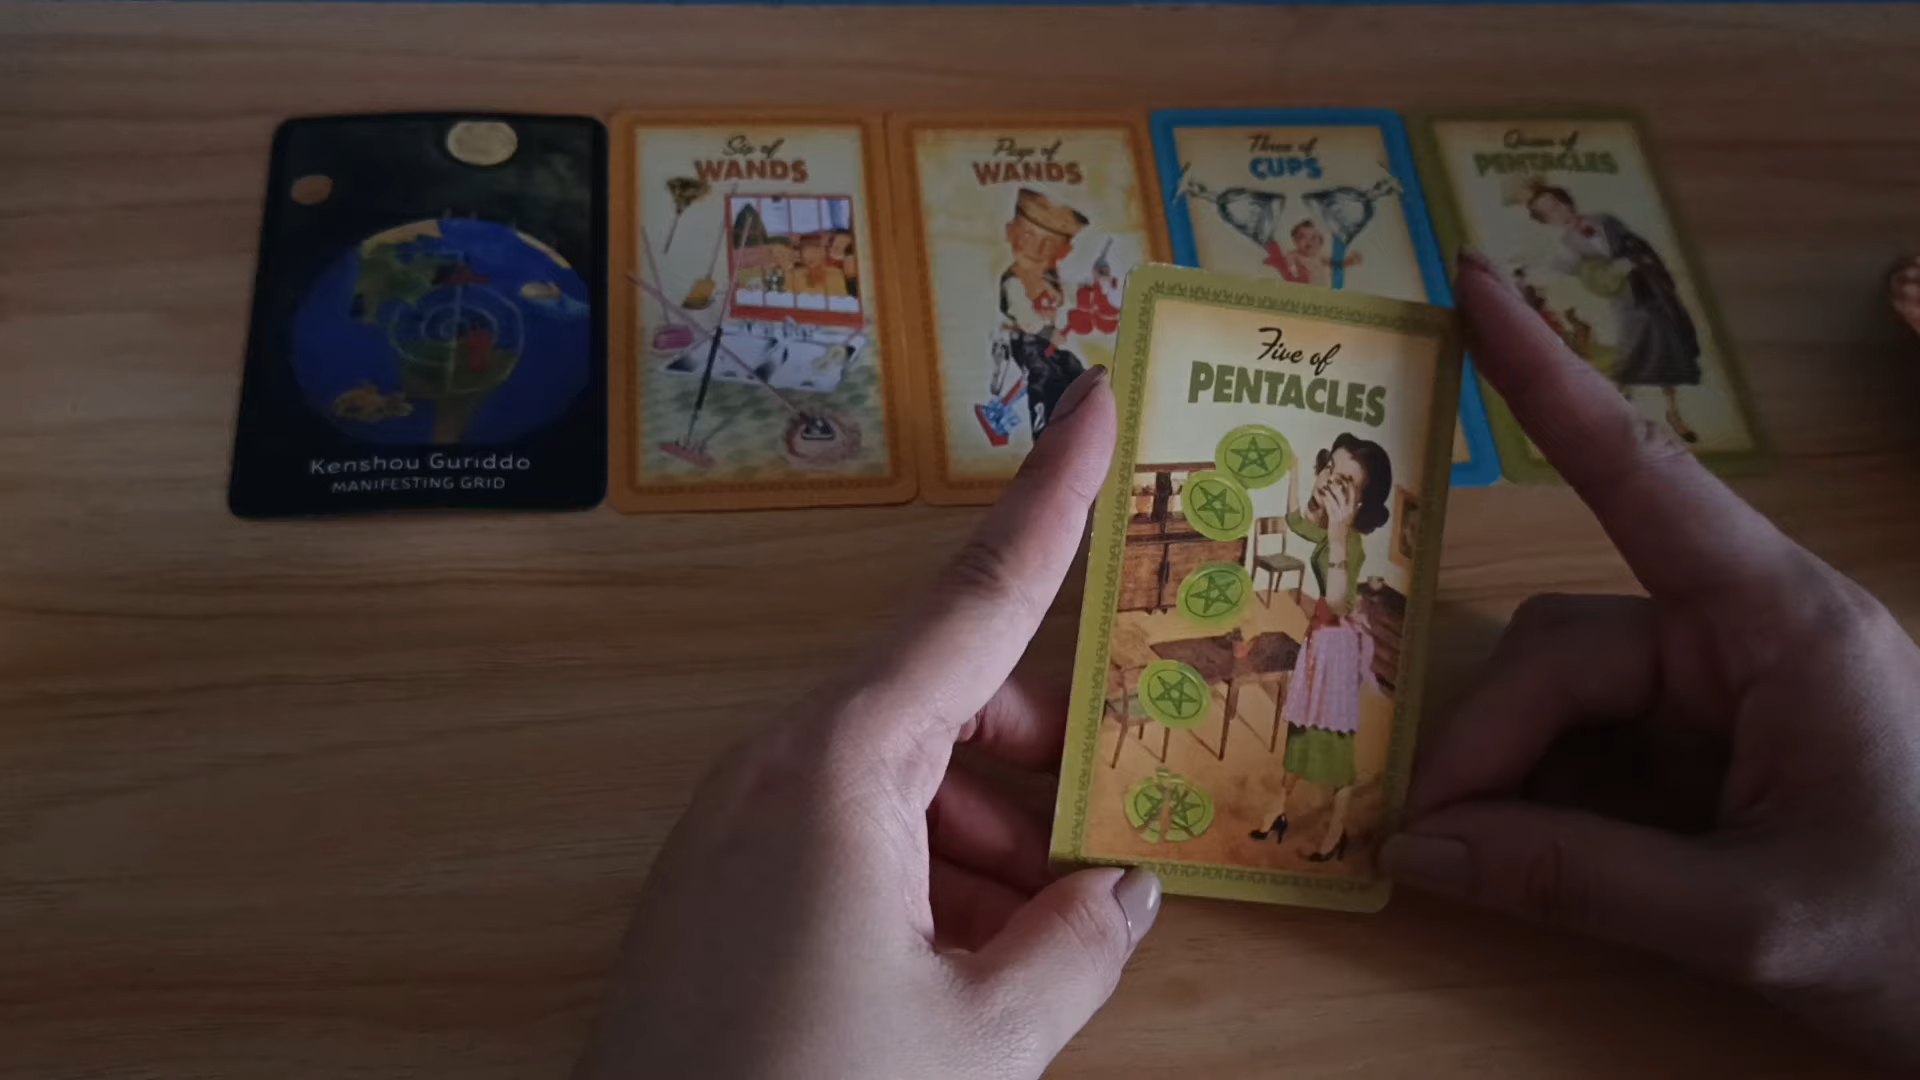 Kenshou Guriddo
MANIFESTING GRID
Six of
WANDS
Page of
WANDS
Three of
CUPS
Queen of
PENTACLES
Five of
PENTACLES